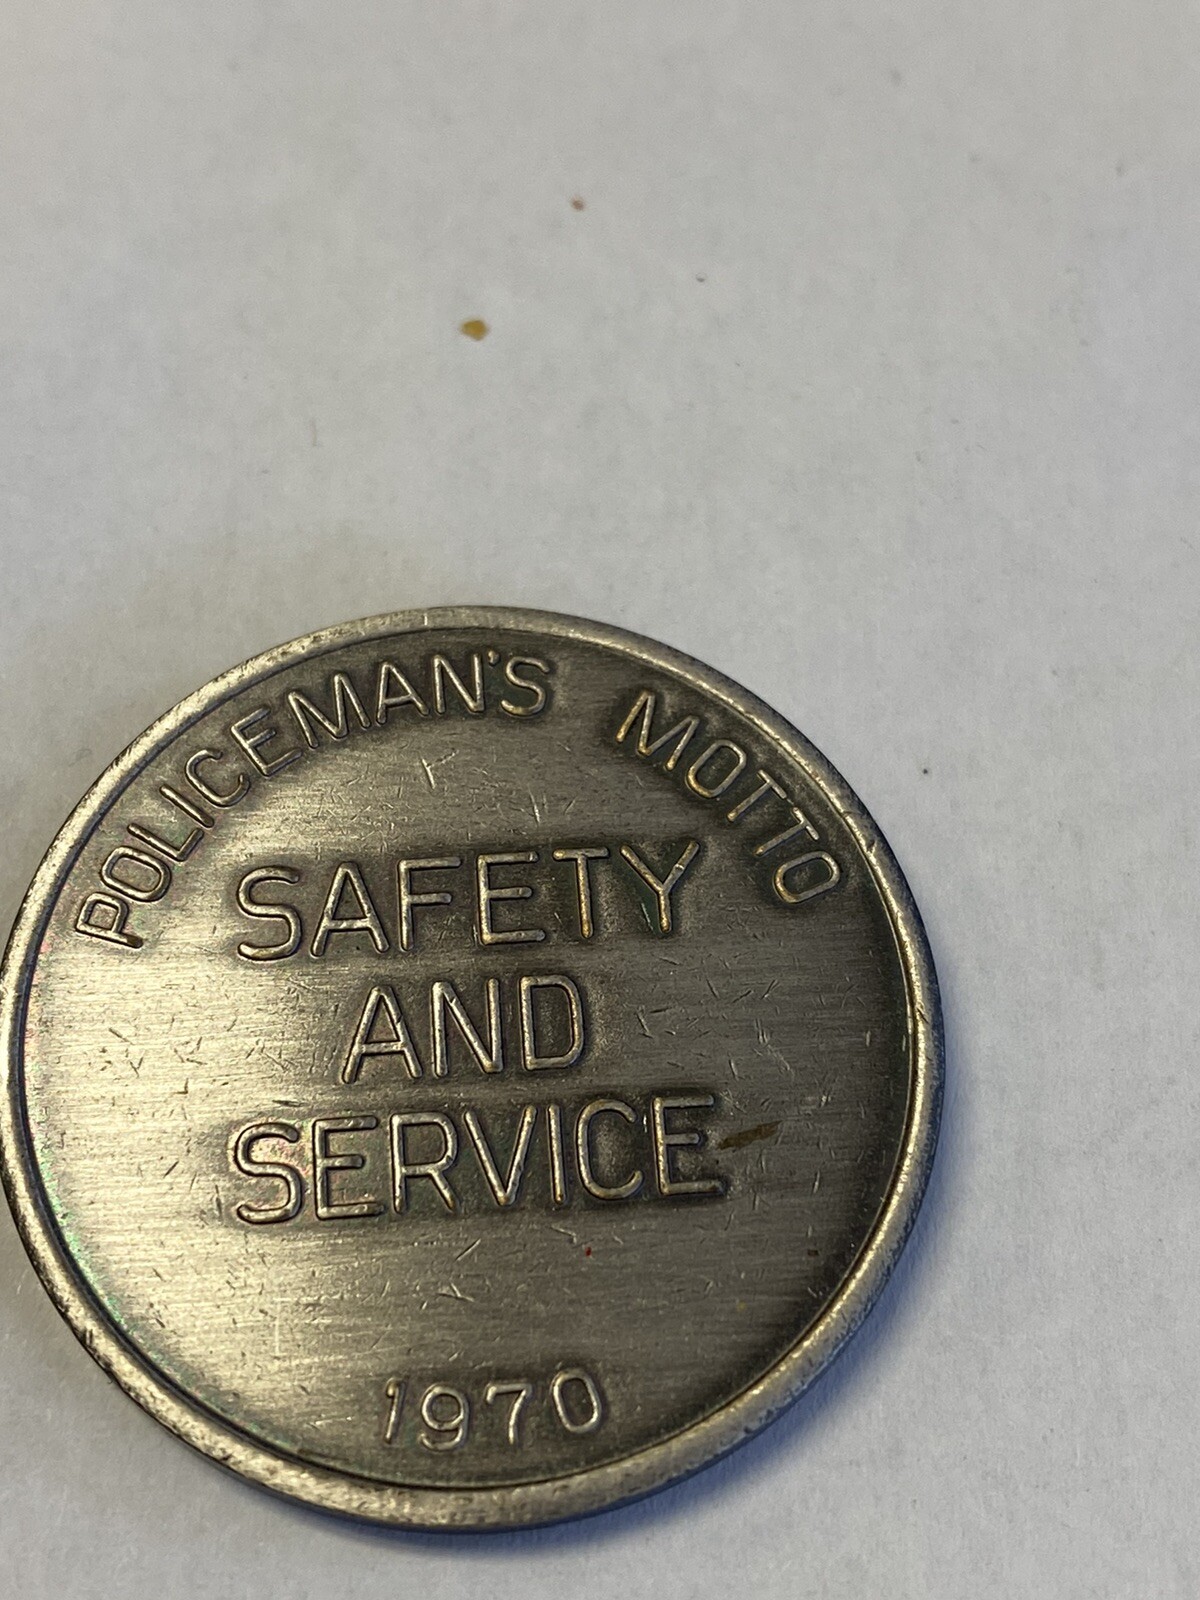 POLICEMAN'S MOTTO
SAFETY
AND
SERVICE
1970